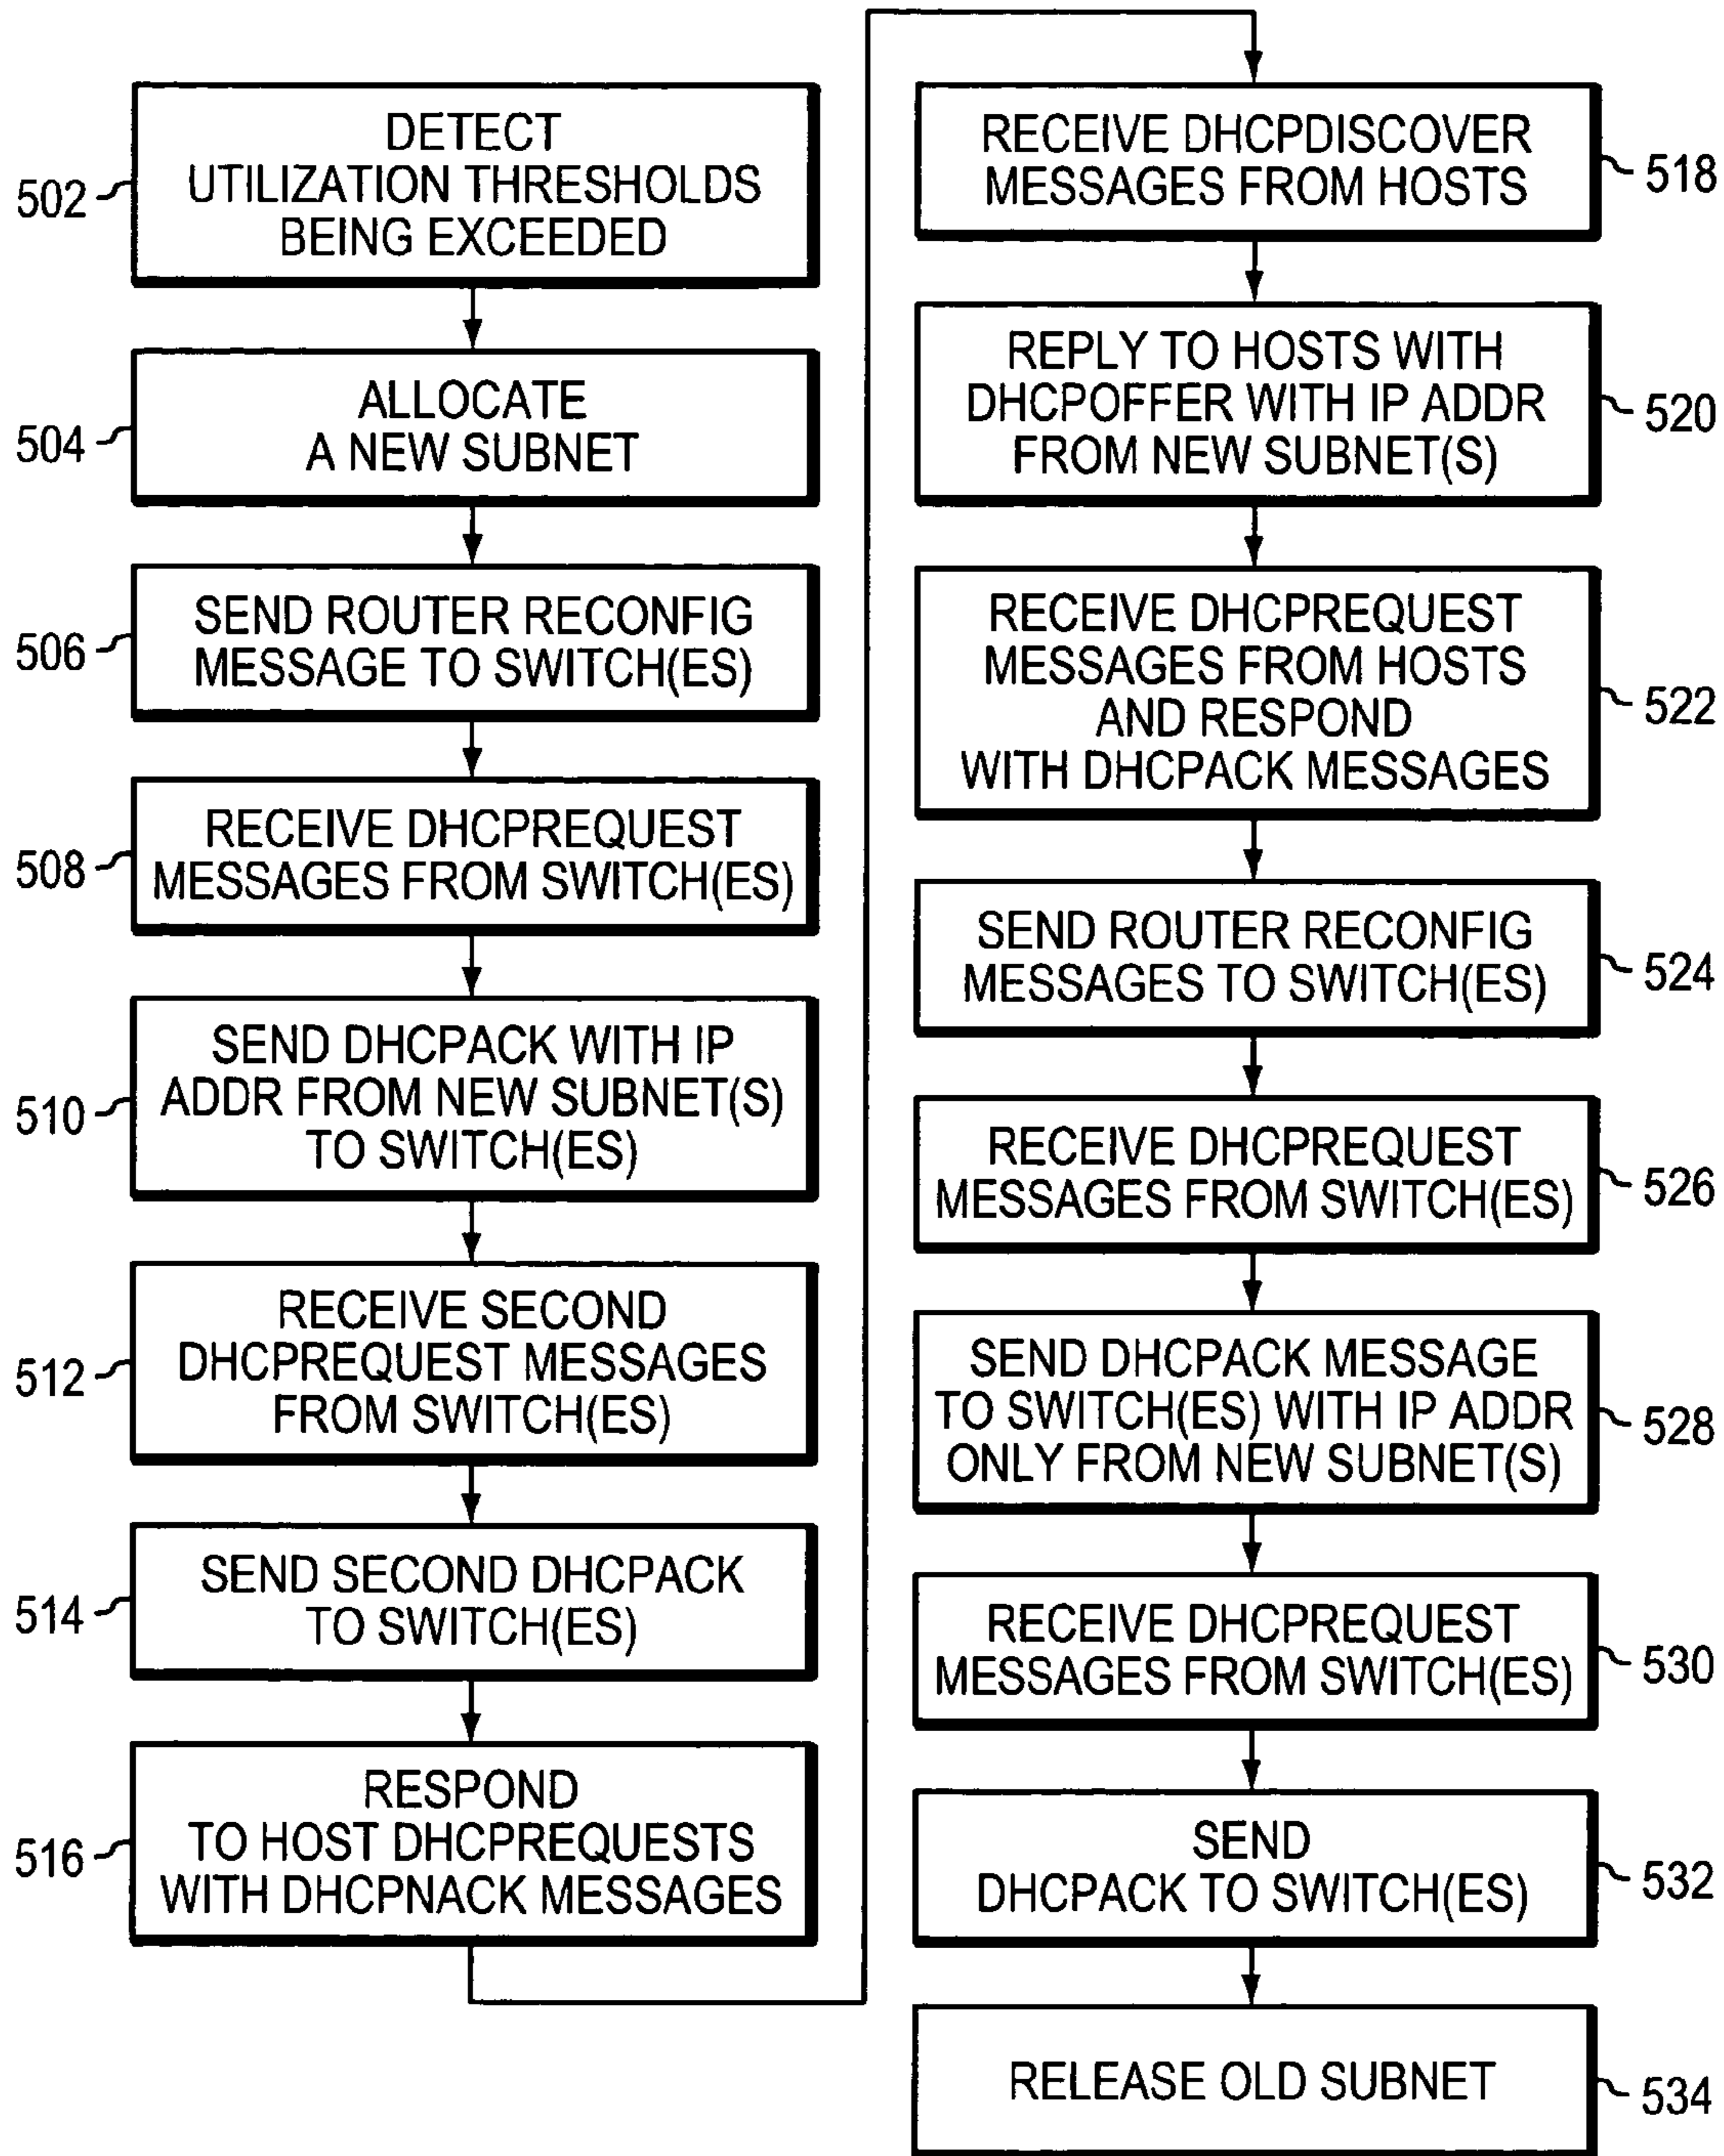 DETECT
UTILIZATION THRESHOLDS
BEING EXCEEDED
502
ALLOCATE
A NEW SUBNET
504
SEND ROUTER RECONFIG
MESSAGE TO SWITCH(ES)
506
RECEIVE DHCPREQUEST
MESSAGES FROM SWITCH(ES)
508
SEND DHCPACK WITH IP
ADDR FROM NEW SUBNET(S)
TO SWITCH(ES)
510
RECEIVE SECOND
DHCPREQUEST MESSAGES
FROM SWITCH(ES)
512
SEND SECOND DHCPACK
TO SWITCH(ES)
514
RESPOND
TO HOST DHCPREQUESTS
WITH DHCPNACK MESSAGES
516
RECEIVE DHCPDISCOVER
MESSAGES FROM HOSTS
518
REPLY TO HOSTS WITH
DHCPOFFER WITH IP ADDR
FROM NEW SUBNET(S)
520
RECEIVE DHCPREQUEST
MESSAGES FROM HOSTS
AND RESPOND
WITH DHCPACK MESSAGES
522
SEND ROUTER RECONFIG
MESSAGES TO SWITCH(ES)
524
RECEIVE DHCPREQUEST
MESSAGES FROM SWITCH(ES)
526
SEND DHCPACK MESSAGE
TO SWITCH(ES) WITH IP ADDR
ONLY FROM NEW SUBNET(S)
528
RECEIVE DHCPREQUEST
MESSAGES FROM SWITCH(ES)
530
SEND
DHCPACK TO SWITCH(ES)
532
RELEASE OLD SUBNET
534